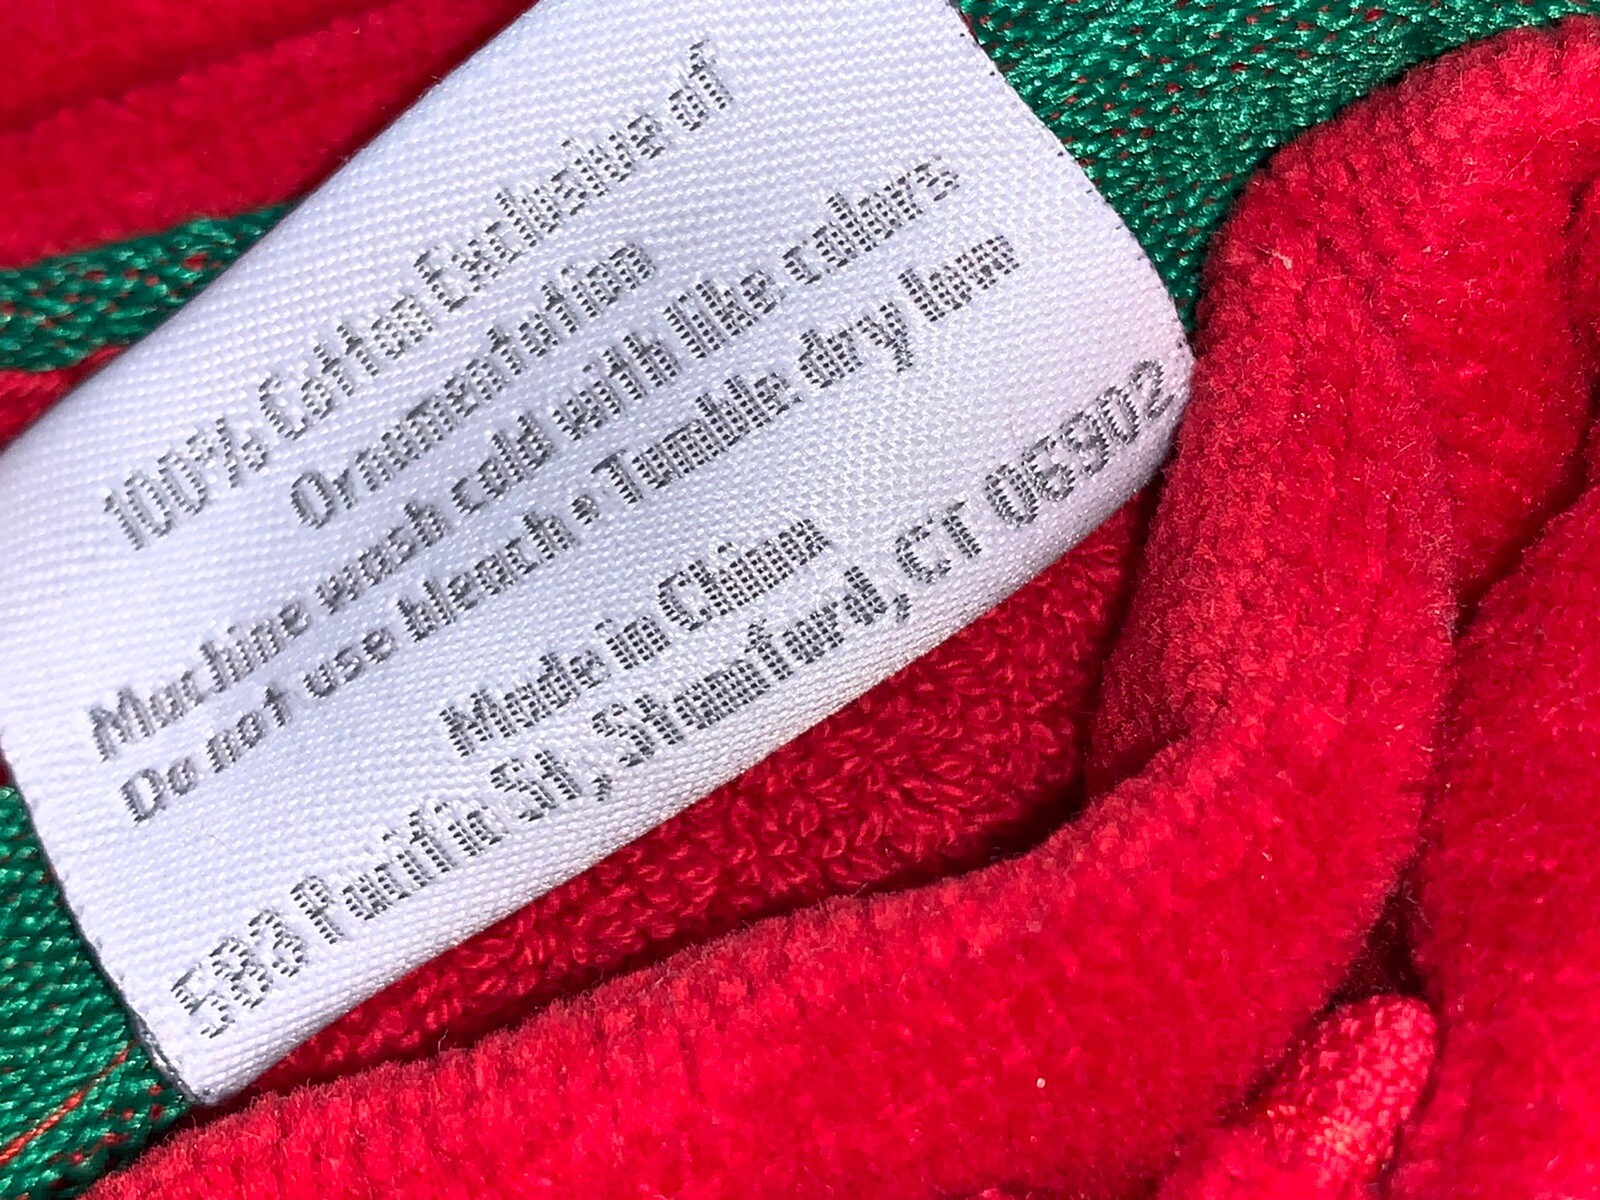 100% Cotton Exclusive of
Ornamentation
Machine wash cold with like colors
Do not use bleach • Tumble dry low
Made in China
583 Pacific St, Stamford, CT 06902